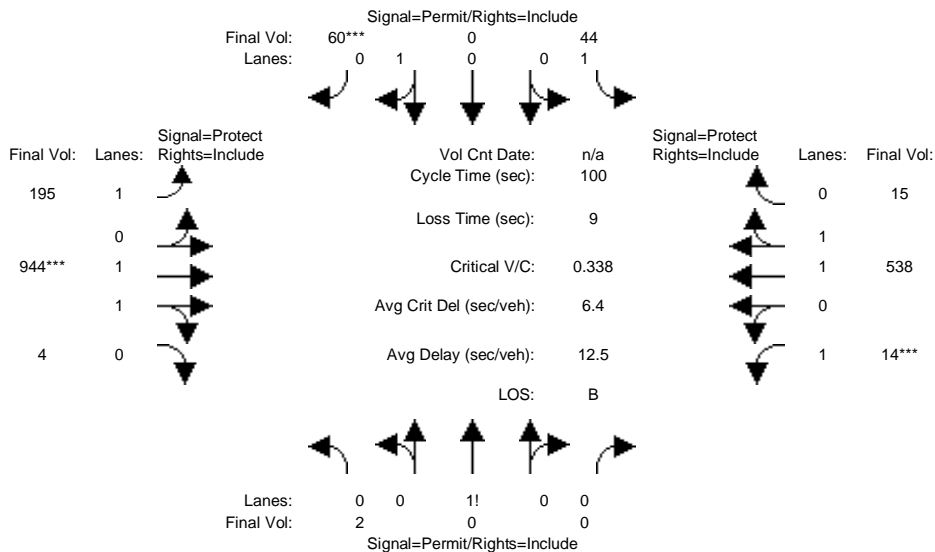 Signal=Permit/Rights=Include
Final Vol: 60*** 0 44
Lanes: 0 1 0 0 1
Signal=Protect
Final Vol: Lanes: Rights=Include
Vol Cnt Date: n/a
Signal=Protect
Rights=Include Lanes: Final Vol:
Cycle Time (sec): 100
195 1
0 15
Loss Time (sec): 9
0
1
944*** 1
Critical V/C: 0.338
1 538
1
Avg Crit Del (sec/veh): 6.4
0
4 0
Avg Delay (sec/veh): 12.5
1 14***
LOS: B
Lanes: 0 0 1! 0 0
Final Vol: 2 0 0
Signal=Permit/Rights=Include